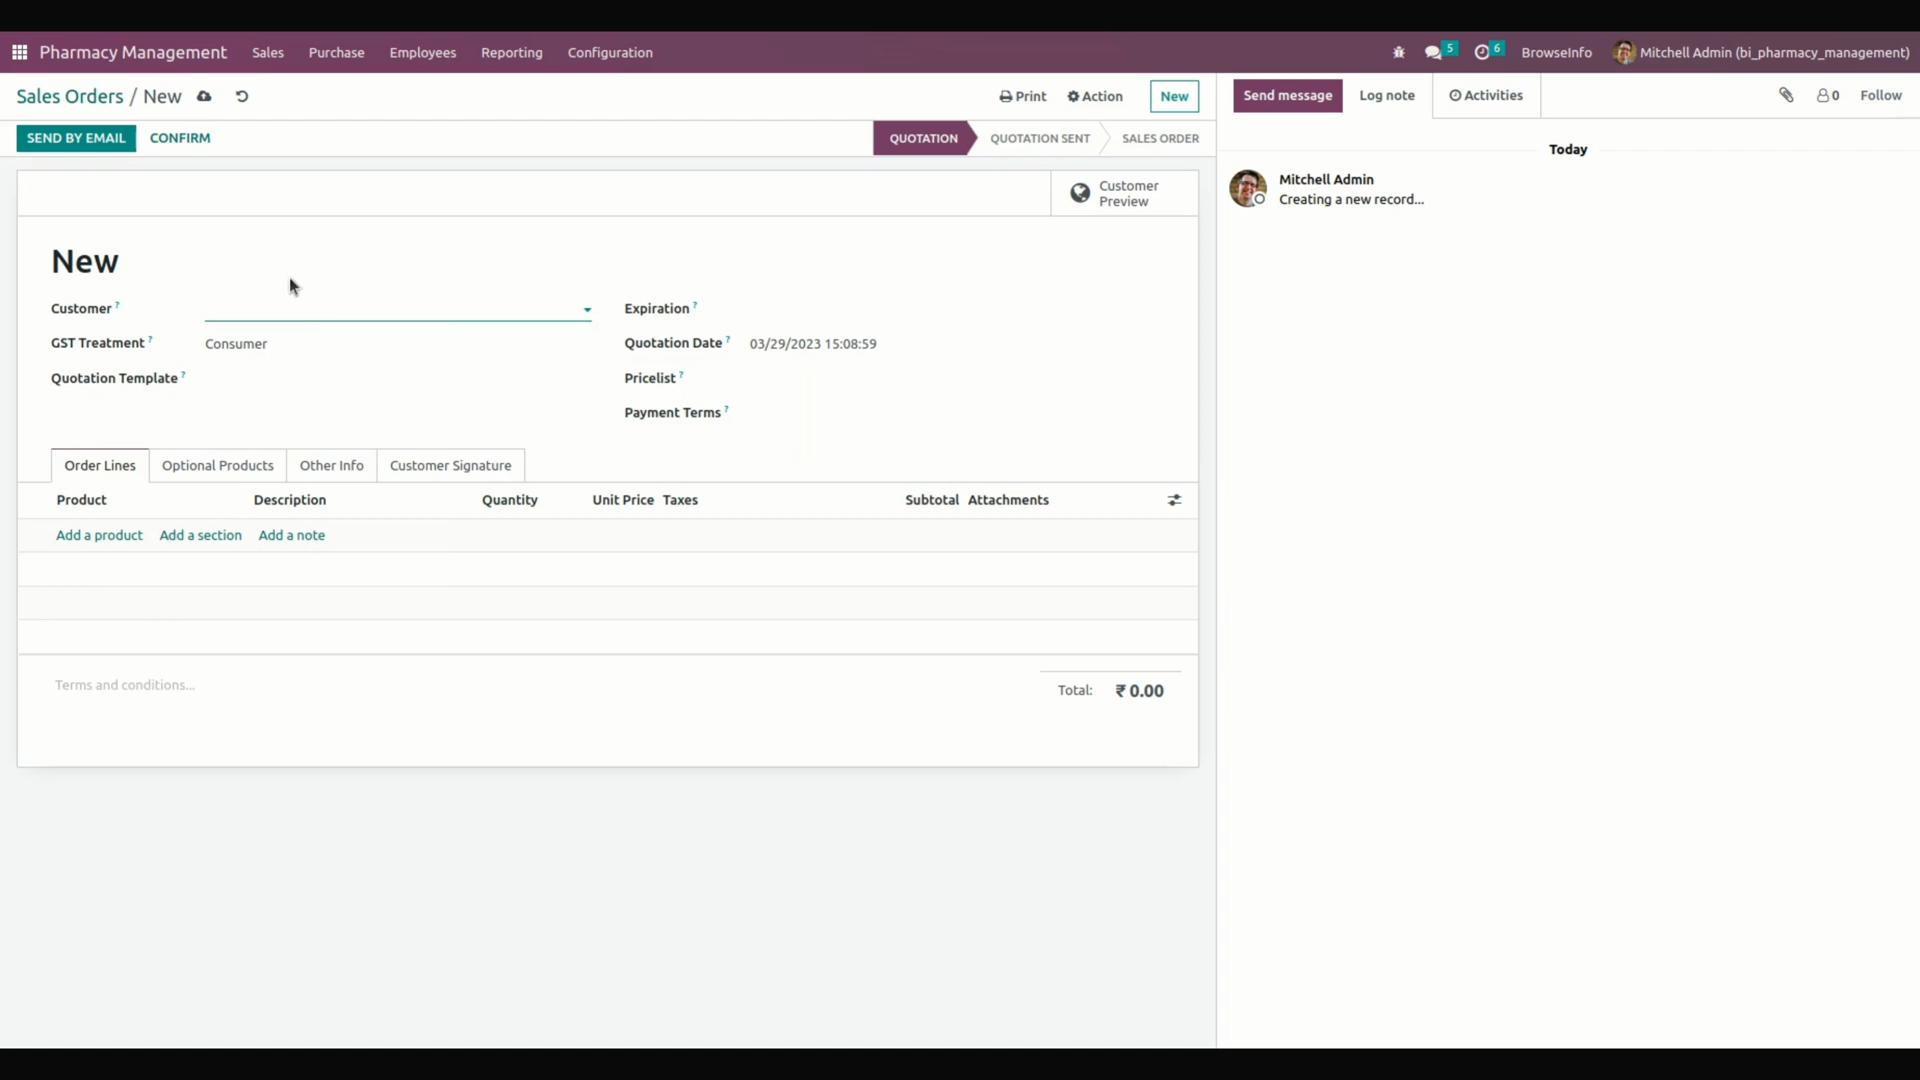 Pharmacy Management Sales Purchase Employees Reporting Configuration 5 6 BrowseInfo Mitchell Admin (bi_pharmacy_management)
Sales Orders / New Print Action New
Send message Log note Activities 0 Follow
SEND BY EMAIL CONFIRM QUOTATION QUOTATION SENT SALES ORDER
Today
Customer
Preview
Mitchell Admin
Creating a new record...
New
Customer ? Expiration ?
GST Treatment ? Consumer Quotation Date ? 03/29/2023 15:08:59
Quotation Template ? Pricelist ?
Payment Terms ?
Order Lines Optional Products Other Info Customer Signature
Product Description Quantity Unit Price Taxes Subtotal Attachments
Add a product Add a section Add a note
Terms and conditions... Total: ₹ 0.00